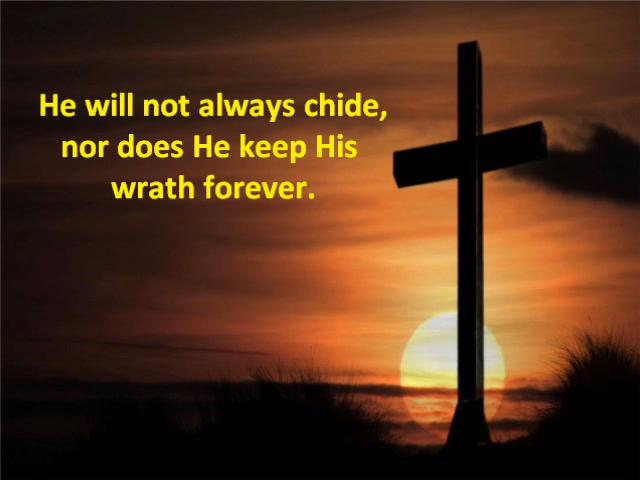 He will not always chide,
nor does He keep His
wrath forever.